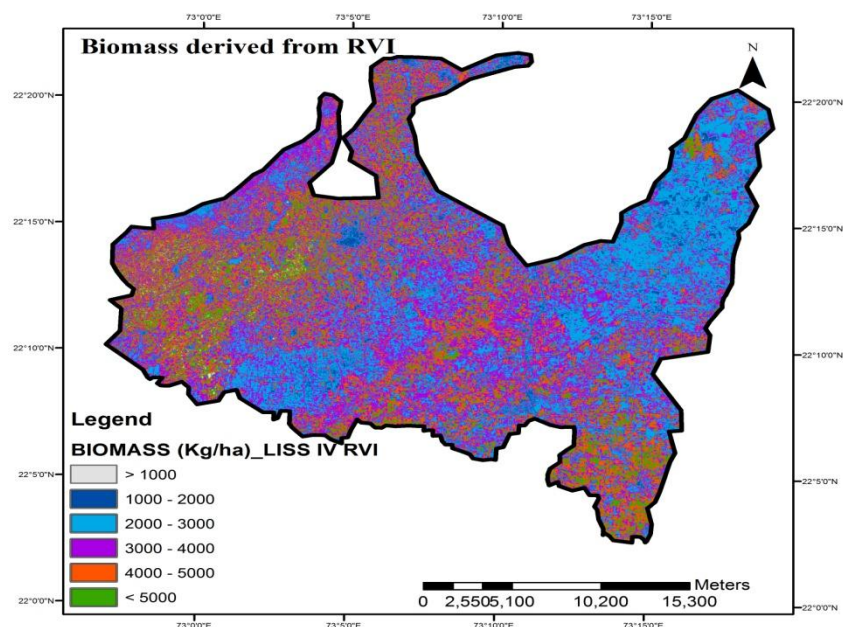 73°0'0"E 73°5'0"E 73°10'0"E 73°15'0"E
Biomass derived from RVI
N
22°20'0"N 22°20'0"N
22°15'0"N 22°15'0"N
22°10'0"N 22°10'0"N
Legend
BIOMASS (Kg/ha)_LISS IV RVI
> 1000
22°5'0"N 22°5'0"N
1000 - 2000
2000 - 3000
3000 - 4000
4000 - 5000
Meters
< 5000
0 2,5505,100 10,200 15,300
22°0'0"N 22°0'0"N
73°0'0"E 73°5'0"E 73°10'0"E 73°15'0"E